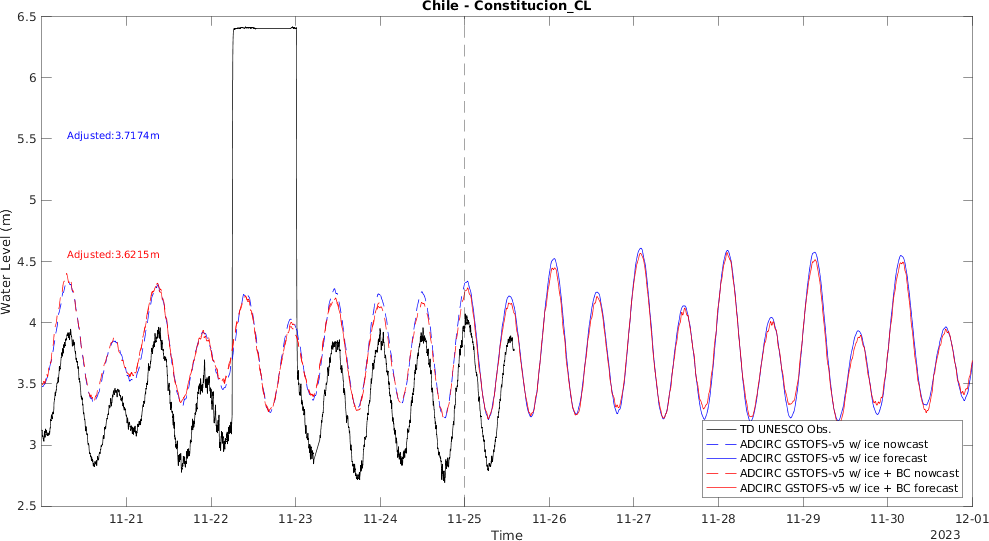 Chile - Constitucion_CL
6.5
6
5.5
5
4.5
4
3.5
3
2.5
Water Level (m)
Adjusted:3.7174m
Adjusted:3.6215m
TD UNESCO Obs.
ADCIRC GSTOFS-v5 w/ ice nowcast
ADCIRC GSTOFS-v5 w/ ice forecast
ADCIRC GSTOFS-v5 w/ ice + BC nowcast
ADCIRC GSTOFS-v5 w/ ice + BC forecast
11-21 11-22 11-23 11-24 11-25 11-26 11-27 11-28 11-29 11-30 12-01
Time
2023